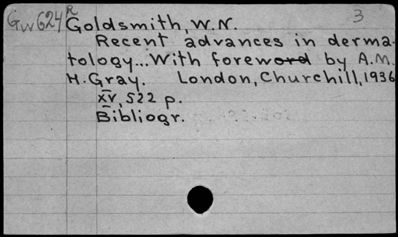 GW624R Goldsmith, W.N. 3
Recent advances in derma-
tology...With foreword by A.M.
H.Gray. London, Churchill, 1936
xv, 522 p.
Bibliogr.